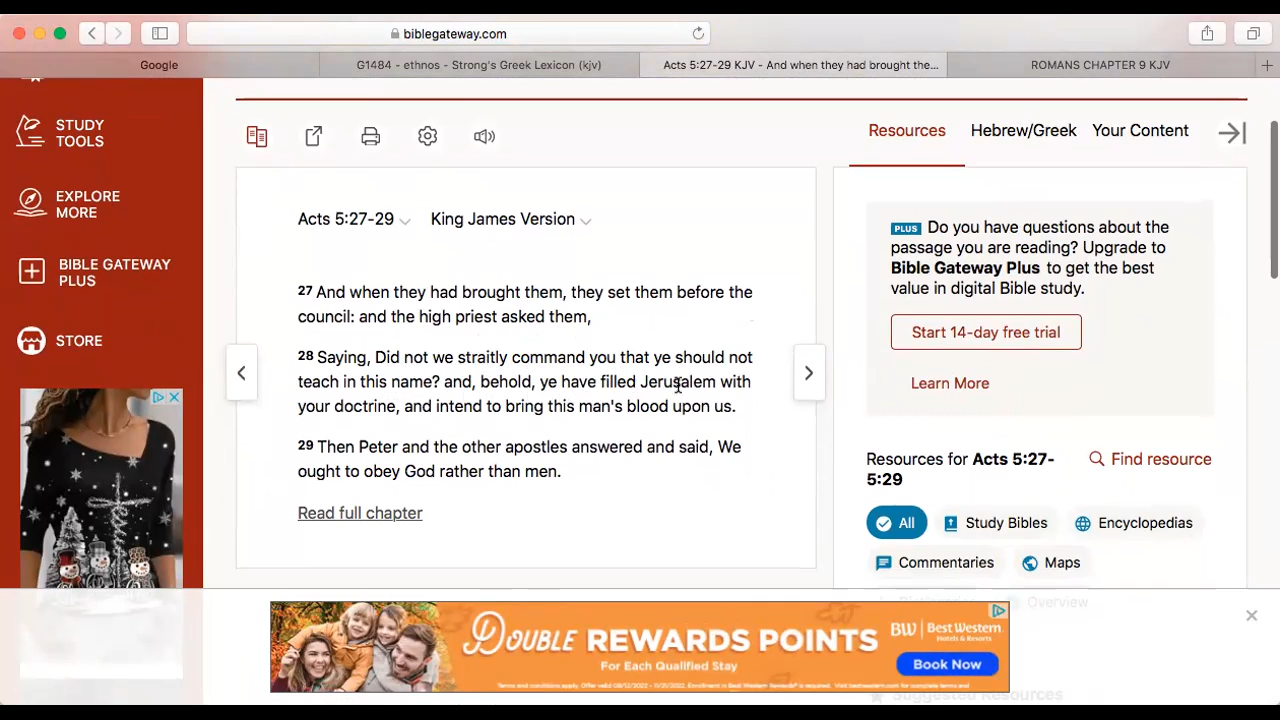 biblegateway.com
Google
G1484 - ethnos - Strong's Greek Lexicon (kjv)
Acts 5:27-29 KJV - And when they had brought the...
ROMANS CHAPTER 9 KJV
STUDY
TOOLS
EXPLORE
MORE
BIBLE GATEWAY
PLUS
STORE
Acts 5:27-29 King James Version
27 And when they had brought them, they set them before the
council: and the high priest asked them,
28 Saying, Did not we straitly command you that ye should not
teach in this name? and, behold, ye have filled Jerusalem with
your doctrine, and intend to bring this man's blood upon us.
29 Then Peter and the other apostles answered and said, We
ought to obey God rather than men.
Read full chapter
Resources Hebrew/Greek Your Content
PLUS Do you have questions about the
passage you are reading? Upgrade to
Bible Gateway Plus to get the best
value in digital Bible study.
Start 14-day free trial
Learn More
Resources for Acts 5:27-
5:29
Find resource
All Study Bibles Encyclopedias
Commentaries Maps
Overview
Suggested Resources
DOUBLE REWARDS POINTS
For Each Qualified Stay
BW Best Western
Hotels & Resorts
Book Now